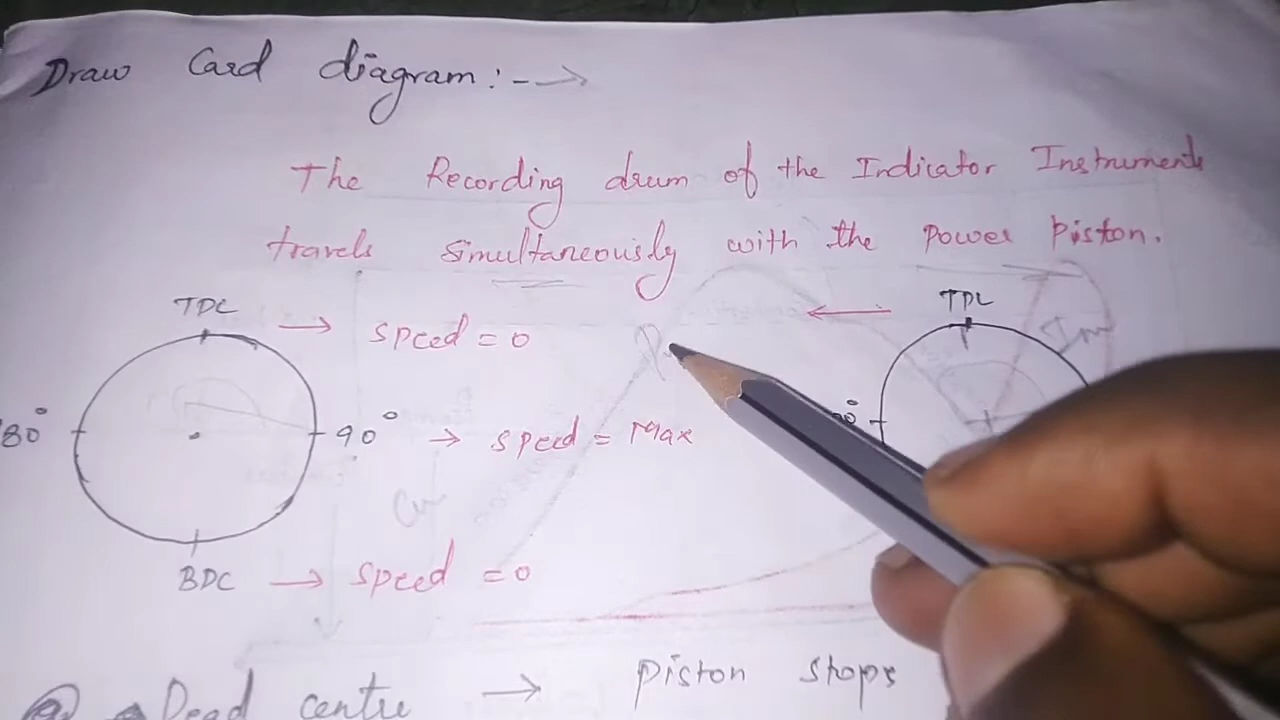 Draw Card diagram:-→
The Recording drum of the Indicator Instruments
travels simultaneously with the power piston.
TDC → speed = 0
TDC
80° 90° → speed = Max
BDC → speed = 0
Dead centre → piston stops